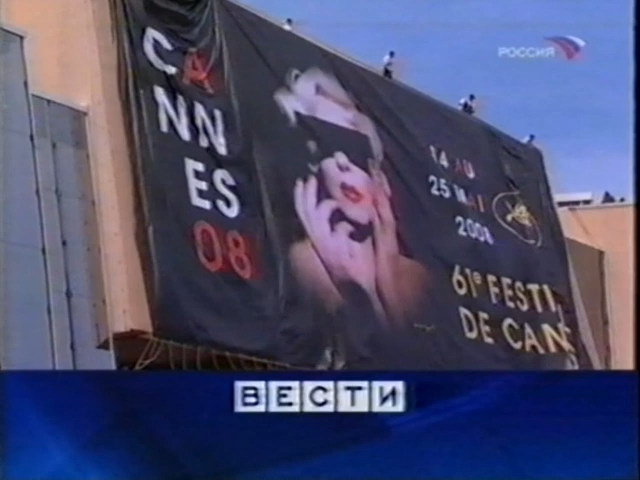 РОССИЯ
CA
NN
ES
08
14 AU
25 MAI
2008
61e FESTI
DE CAN
ВЕСТИ